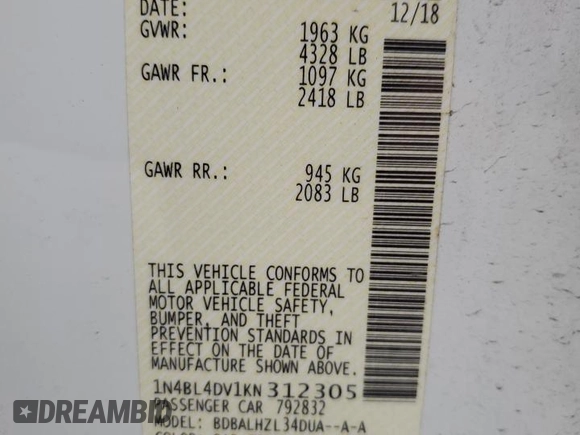 DATE: 12/18
GVWR: 1963 KG
4328 LB
GAWR FR.: 1097 KG
2418 LB
GAWR RR.: 945 KG
2083 LB
THIS VEHICLE CONFORMS TO
ALL APPLICABLE FEDERAL
MOTOR VEHICLE SAFETY,
BUMPER, AND THEFT
PREVENTION STANDARDS IN
EFFECT ON THE DATE OF
MANUFACTURE SHOWN ABOVE.
1N4BL4DV1KN312305
PASSENGER CAR 792832
MODEL: BDBALHZL34DUA--A-A
RideSafely